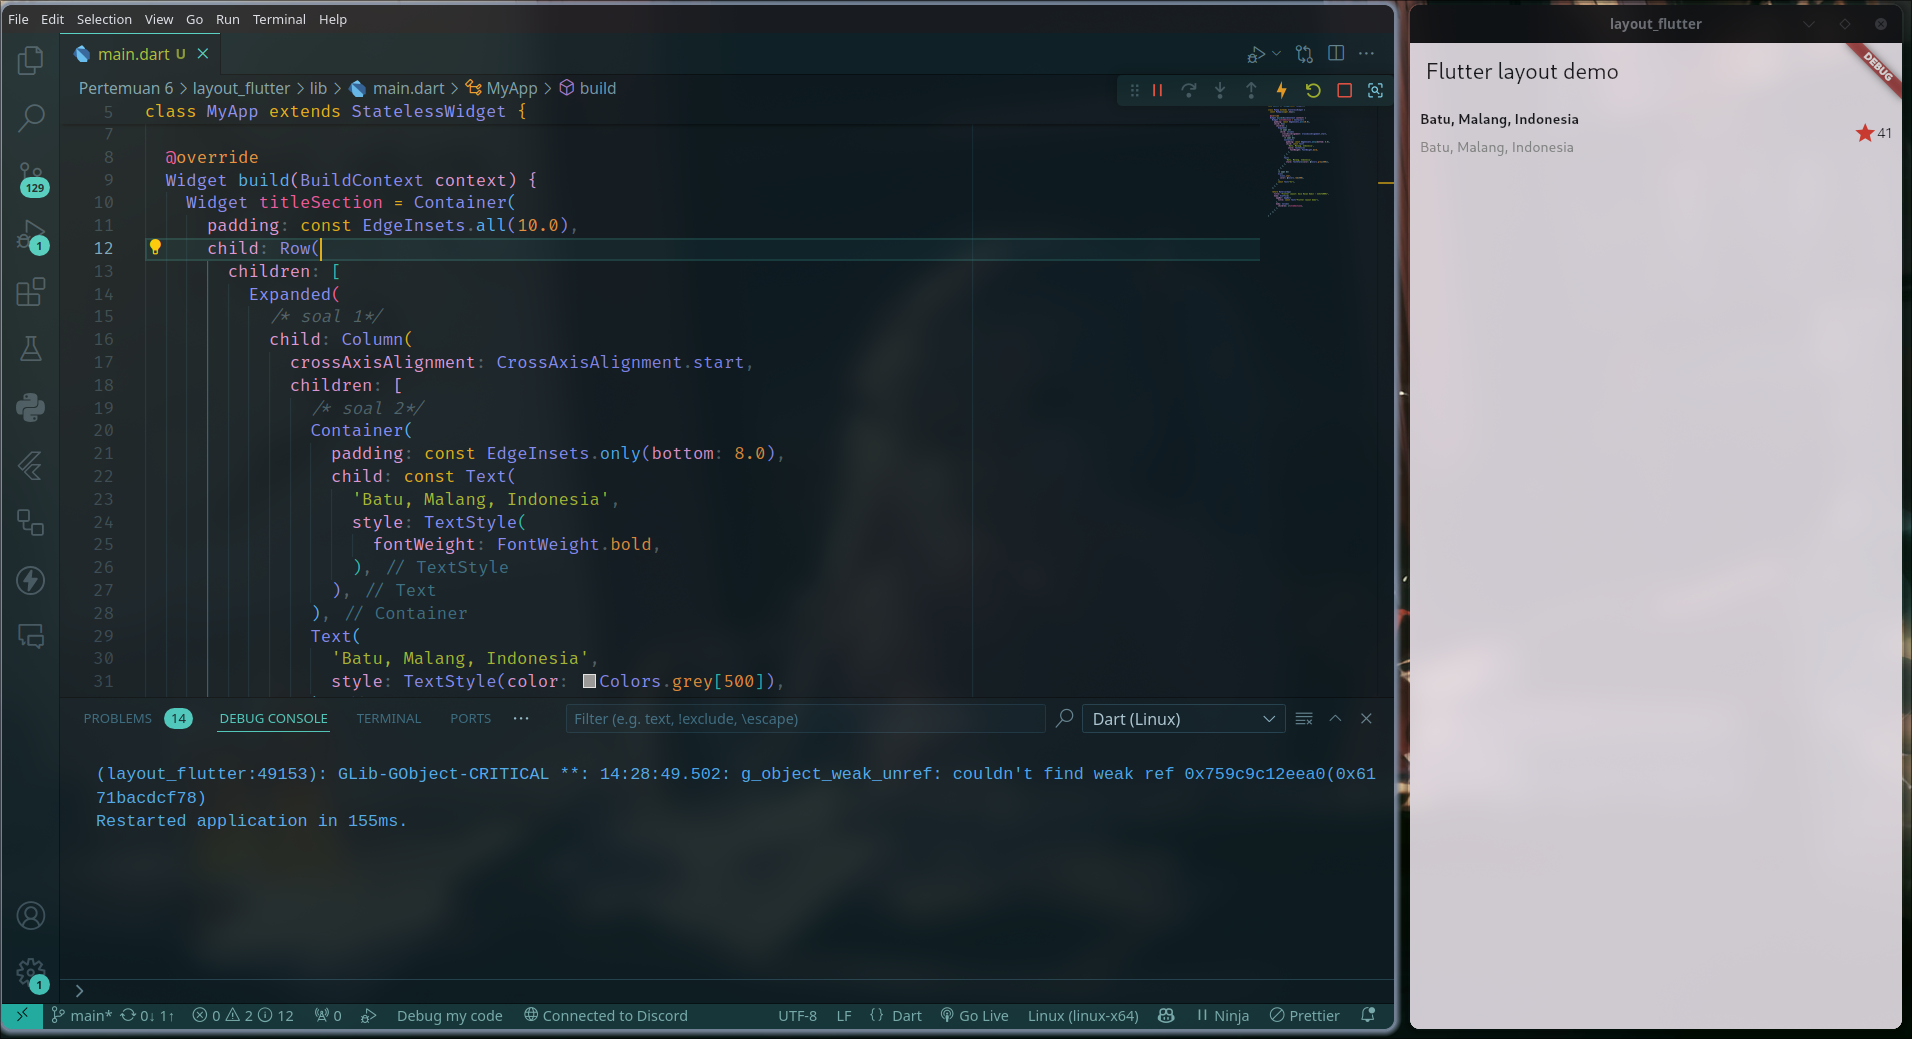 File Edit Selection View Go Run Terminal Help
main.dart U
Pertemuan 6 > layout_flutter > lib > main.dart > MyApp > build
5 class MyApp extends StatelessWidget {
7
8 @override
9 Widget build(BuildContext context) {
10 Widget titleSection = Container(
11 padding: const EdgeInsets.all(10.0),
12 child: Row(
13 children: [
14 Expanded(
15 /* soal 1*/
16 child: Column(
17 crossAxisAlignment: CrossAxisAlignment.start,
18 children: [
19 /* soal 2*/
20 Container(
21 padding: const EdgeInsets.only(bottom: 8.0),
22 child: const Text(
23 'Batu, Malang, Indonesia',
24 style: TextStyle(
25 fontWeight: FontWeight.bold,
26 ), // TextStyle
27 ), // Text
28 ), // Container
29 Text(
30 'Batu, Malang, Indonesia',
31 style: TextStyle(color: Colors.grey[500]),
129
1
1
PROBLEMS 14 DEBUG CONSOLE TERMINAL PORTS ··· Filter (e.g. text, !exclude, \escape) Dart (Linux)
(layout_flutter:49153): GLib-GObject-CRITICAL **: 14:28:49.502: g_object_weak_unref: couldn't find weak ref 0x759c9c12eea0(0x61
71bacdcf78)
Restarted application in 155ms.
main* 0↓ 1↑ 0 2 12 0 Debug my code Connected to Discord UTF-8 LF {} Dart Go Live Linux (linux-x64) Ninja Prettier
layout_flutter
DEBUG
Flutter layout demo
Batu, Malang, Indonesia
41
Batu, Malang, Indonesia